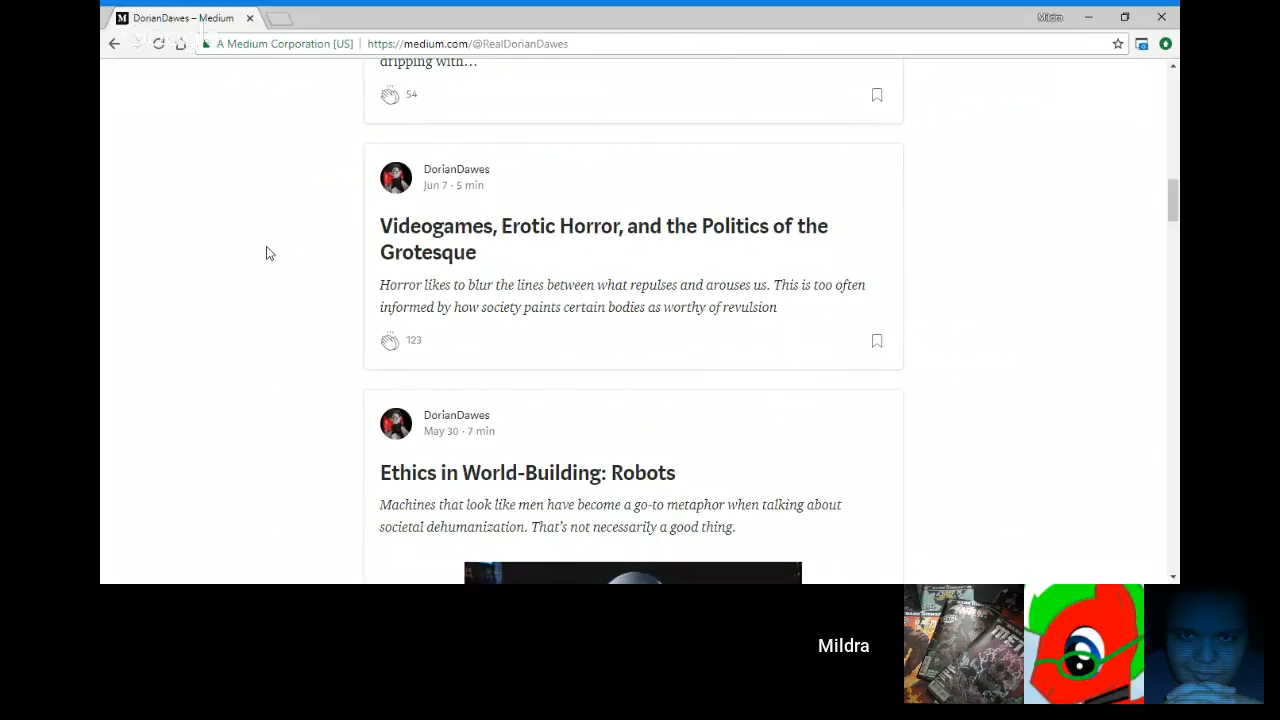 DorianDawes – Medium
Mildra
A Medium Corporation [US]
https://medium.com/@RealDorianDawes
dripping with…
54
DorianDawes
Jun 7 · 5 min
Videogames, Erotic Horror, and the Politics of the
Grotesque
Horror likes to blur the lines between what repulses and arouses us. This is too often
informed by how society paints certain bodies as worthy of revulsion
123
DorianDawes
May 30 · 7 min
Ethics in World-Building: Robots
Machines that look like men have become a go-to metaphor when talking about
societal dehumanization. That's not necessarily a good thing.
Mildra